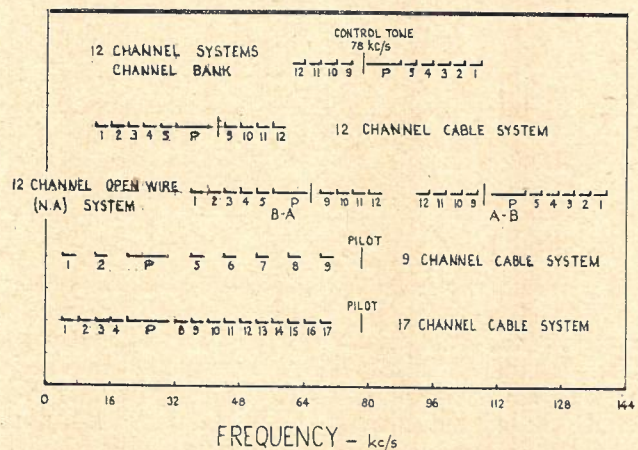 CONTROL TONE
78 kc/s
12 CHANNEL SYSTEMS
CHANNEL BANK
12 11 10 9 P 5 4 3 2 1
1 2 3 4 5 P 9 10 11 12
12 CHANNEL CABLE SYSTEM
12 CHANNEL OPEN WIRE
(N.A) SYSTEM
1 2 3 4 5 P 9 10 11 12
B-A
12 11 10 9 P 5 4 3 2 1
A-B
PILOT
1 2 P 5 6 7 8 9
9 CHANNEL CABLE SYSTEM
PILOT
1 2 3 4 P 8 9 10 11 12 13 14 15 16 17
17 CHANNEL CABLE SYSTEM
0 16 32 48 64 80 96 112 128 144
FREQUENCY - kc/s